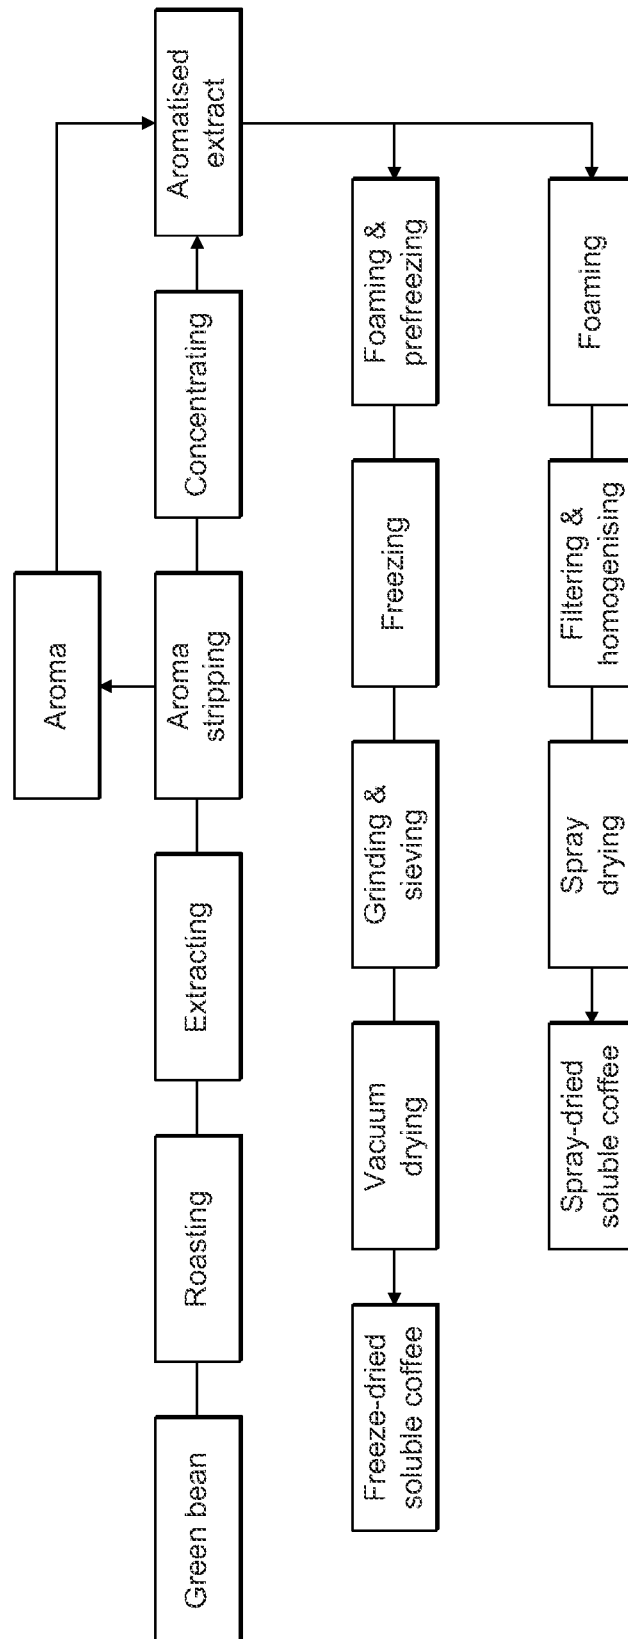 Green bean
Roasting
Extracting
Aroma
stripping
Aroma
Concentrating
Aromatised
extract
Foaming &
prefreezing
Freezing
Grinding &
sieving
Vacuum
drying
Freeze-dried
soluble coffee
Foaming
Filtering &
homogenising
Spray
drying
Spray-dried
soluble coffee